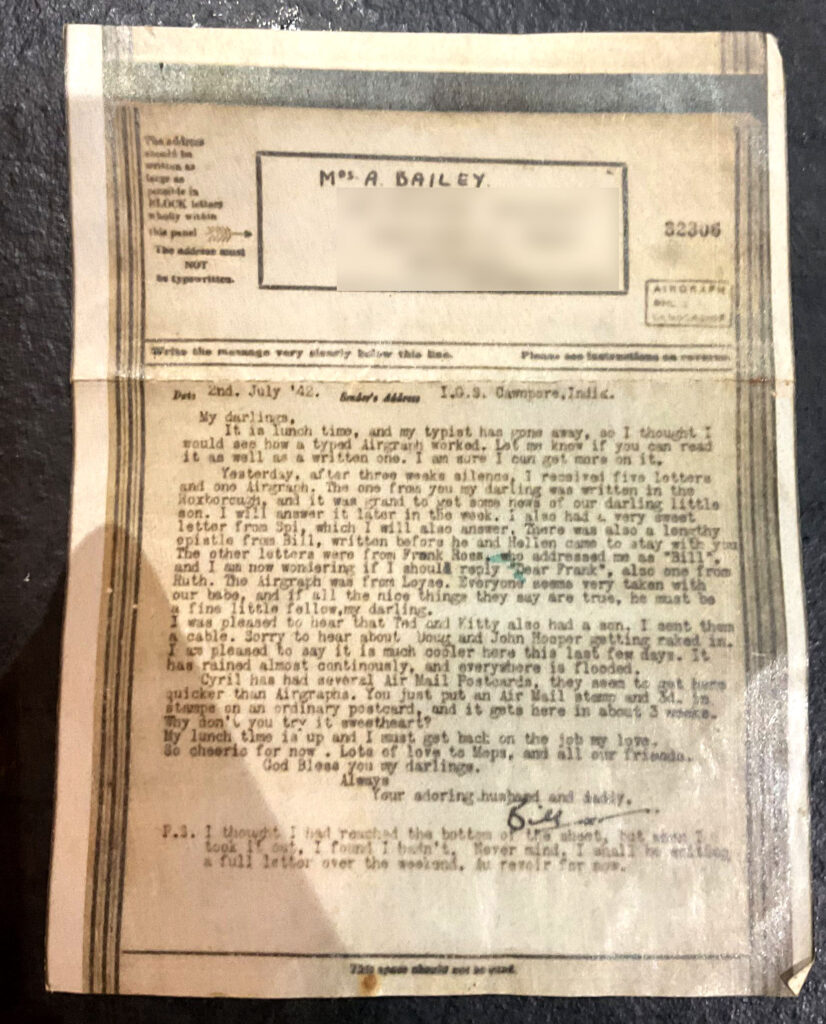 The address
should be
written as
large as
possible in
BLOCK letters
wholly within
this panel
The address must
NOT
be typewritten.
Mrs A. BAILEY.
32306
AIRGRAPH
Write the message very clearly below this line.
Please see instructions on reverse.
Date 2nd. July '42. Sender's Address I.G.S. Cawnpore,India.
My darlings,
It is lunch time, and my typist has gone away, so I thought I
would see how a typed Airgraph worked. Let me know if you can read
it as well as a written one. I am sure I can get more on it.
Yesterday, after three weeks silence, I received five letters
and one Airgraph. The one from you my darling was written in the
Roxborough, and it was grand to get some news of our darling little
son. I will answer it later in the week. I also had a very sweet
letter from Spi, which I will also answer. There was also a lengthy
epistle from Bill, written before he and Hellen came to stay with you
The other letters were from Frank Ross, who addressed me as "Bill",
and I am now wondering if I should reply "Dear Frank", also one from
Ruth. The Airgraph was from Loyse. Everyone seems very taken with
our babe, and if all the nice things they say are true, he must be
a fine little fellow,my darling.
I was pleased to hear that Ted and Kitty also had a son. I sent them
a cable. Sorry to hear about Doug and John Hooper getting raked in.
I am pleased to say it is much cooler here this last few days. It
has rained almost continously, and everywhere is flooded.
Cyril has had several Air Mail Postcards, they seem to get here
quicker than Airgraphs. You just put an Air Mail stamp and 3d. in
stamps on an ordinary postcard, and it gets here in about 3 weeks.
Why don't you try it sweetheart?
My lunch time is up and I must get back on the job my love.
So cheerio for now . Lots of love to Mops, and all our friends.
God Bless you my darlings.
Always
Your adoring husband and daddy.
Bill
P.S. I thought I had reached the bottom of the sheet, but when I
took it out, I found I hadn't. Never mind, I shall be writing
a full letter over the weekend. Au revoir for now.
This space should not be used.